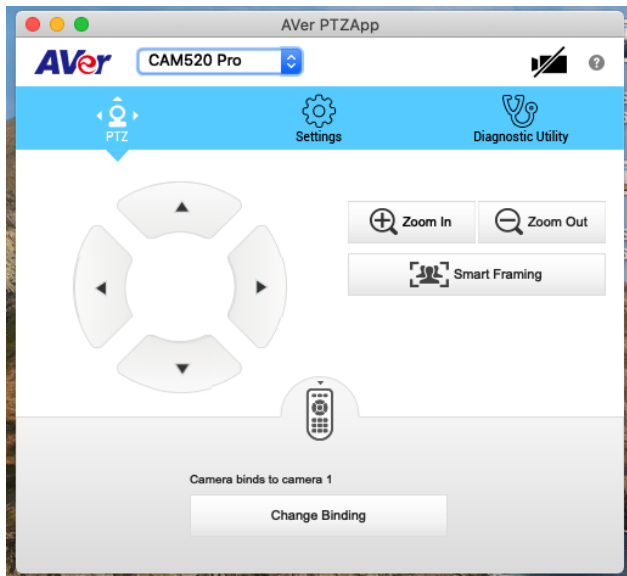 AVer PTZApp
AVer
CAM520 Pro
?
PTZ
Settings
Diagnostic Utility
Zoom In
Zoom Out
Smart Framing
Camera binds to camera 1
Change Binding